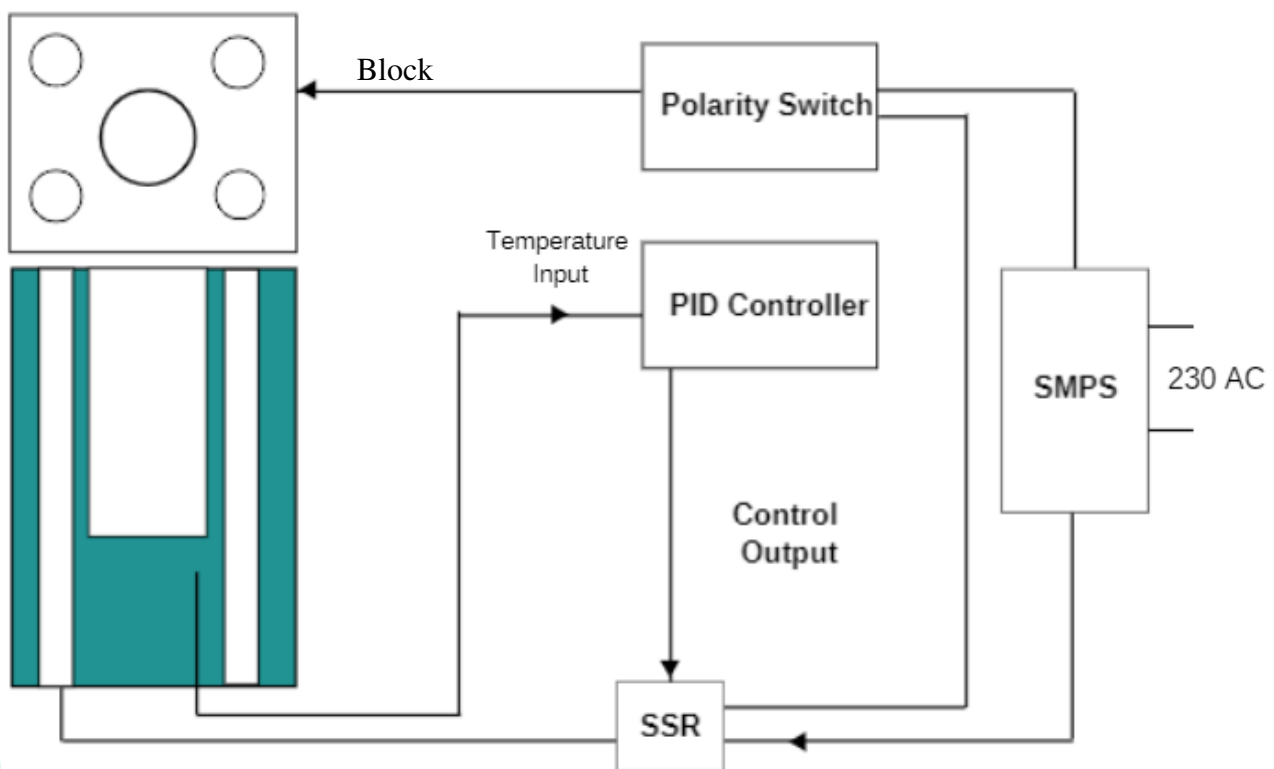 Block
Polarity Switch
Temperature
Input
PID Controller
SMPS
230 AC
Control
Output
SSR